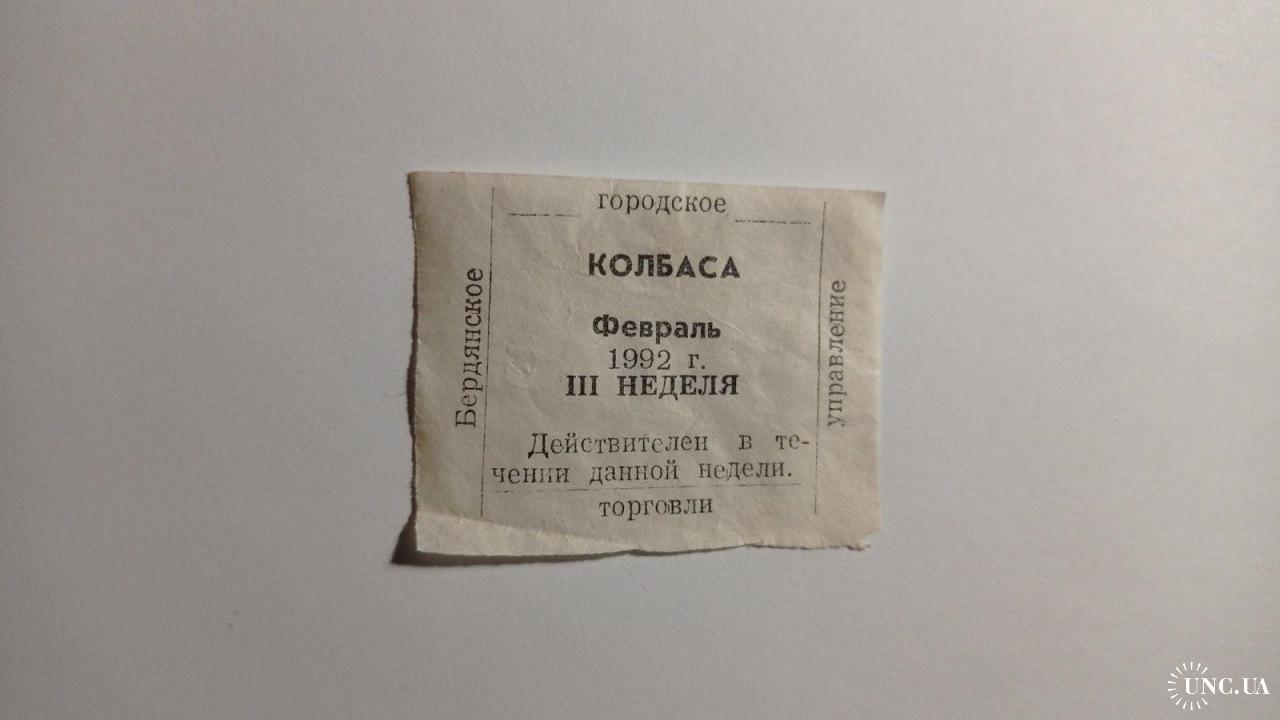 Бердянское
городское
управление
торговли
КОЛБАСА
Февраль
1992 г.
III НЕДЕЛЯ
Действителен в те-
чении данной недели.
UNC.UA